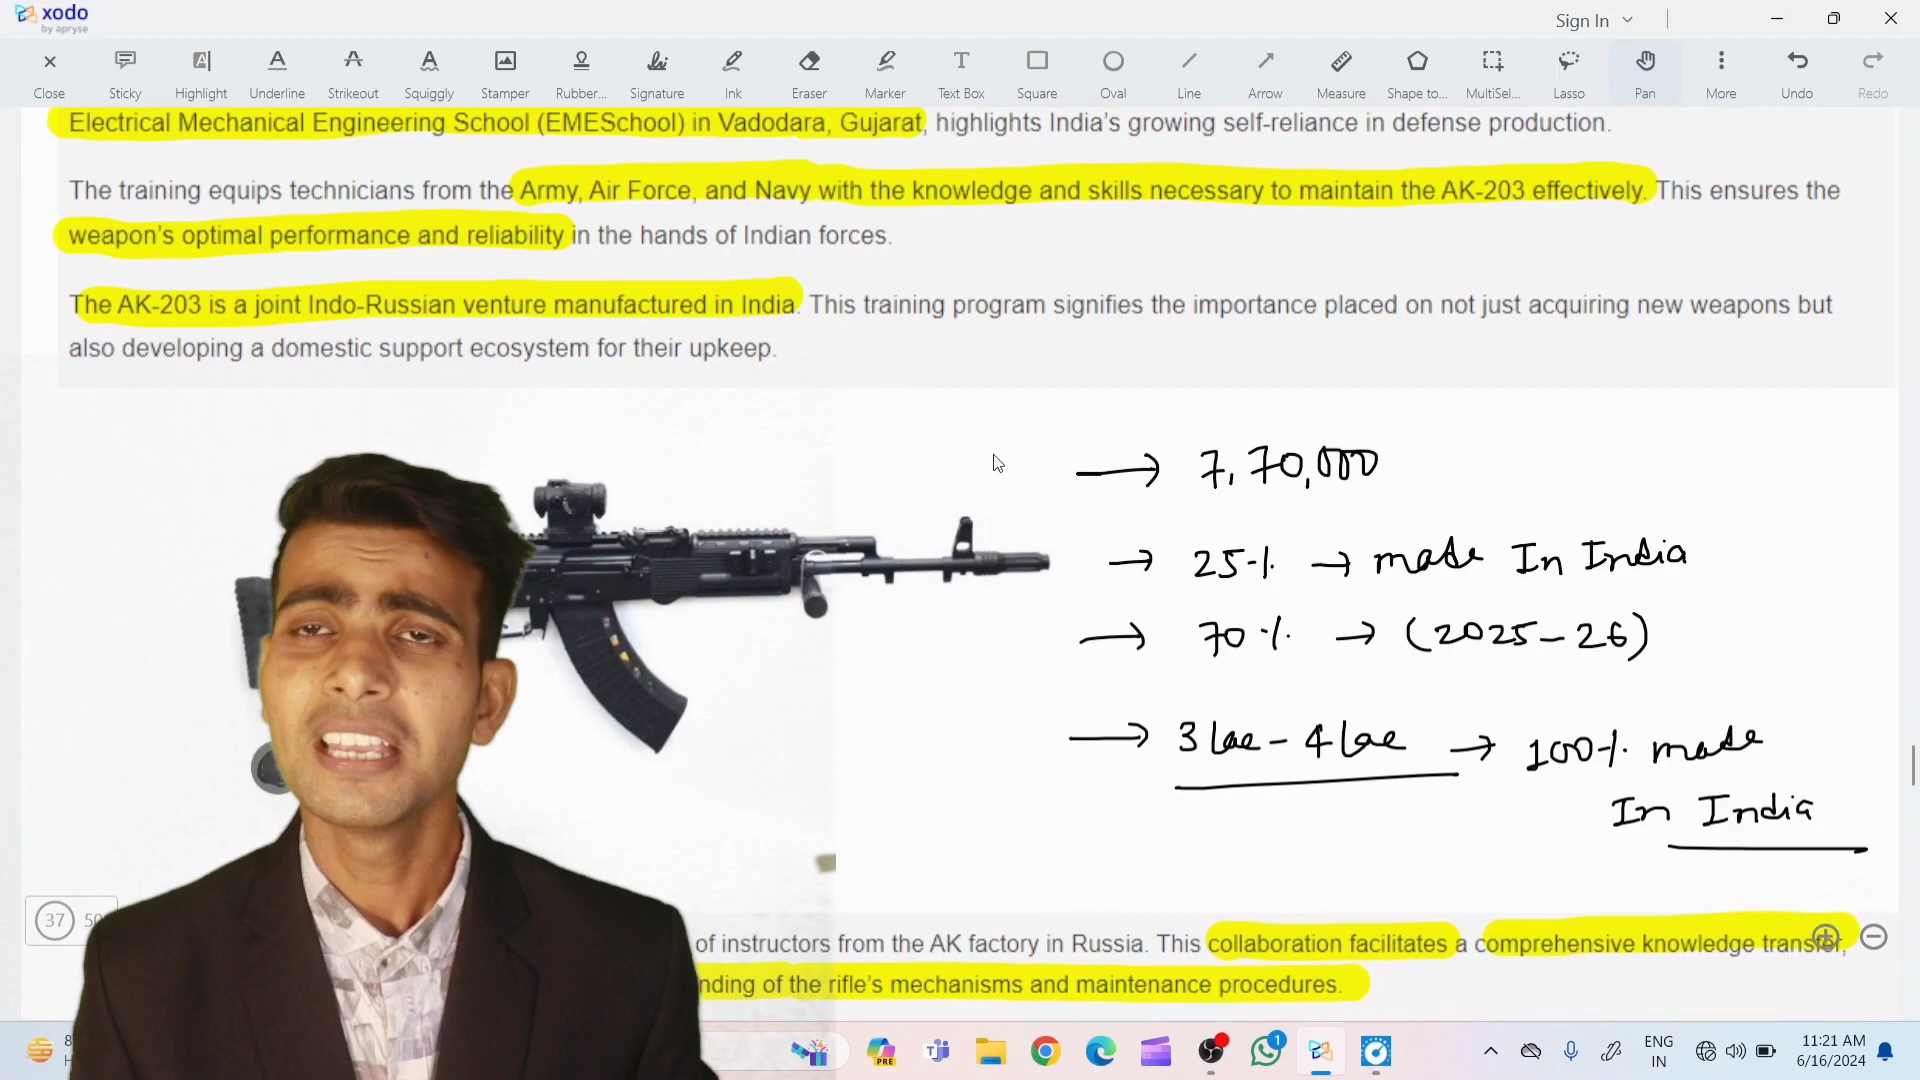 xodo
by apryse
Sign In
Close Sticky Highlight Underline Strikeout Squiggly Stamper Rubber... Signature Ink Eraser Marker Text Box Square Oval Line Arrow Measure Shape to... MultiSel... Lasso Pan More Undo Redo
Electrical Mechanical Engineering School (EMESchool) in Vadodara, Gujarat, highlights India's growing self-reliance in defense production.
The training equips technicians from the Army, Air Force, and Navy with the knowledge and skills necessary to maintain the AK-203 effectively. This ensures the
weapon's optimal performance and reliability in the hands of Indian forces.
The AK-203 is a joint Indo-Russian venture manufactured in India. This training program signifies the importance placed on not just acquiring new weapons but
also developing a domestic support ecosystem for their upkeep.
→ 7,70,000
→ 25% → made In India
→ 70% → (2025-26)
→ 3 lac - 4 lac → 100% made
In India
37 50
of instructors from the AK factory in Russia. This collaboration facilitates a comprehensive knowledge transfer,
nding of the rifle's mechanisms and maintenance procedures.
PRE
1
ENG
IN
11:21 AM
6/16/2024